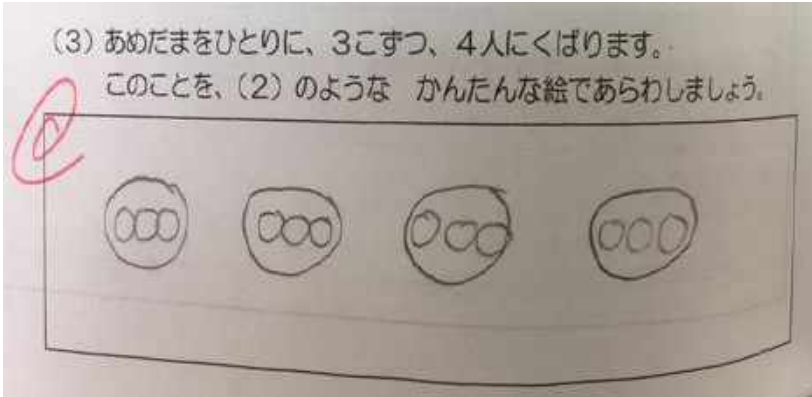 (3) あめだまをひとりに、3こずつ、4人にくばります。
このことを、(2) のような かんたんな絵であらわしましょう。